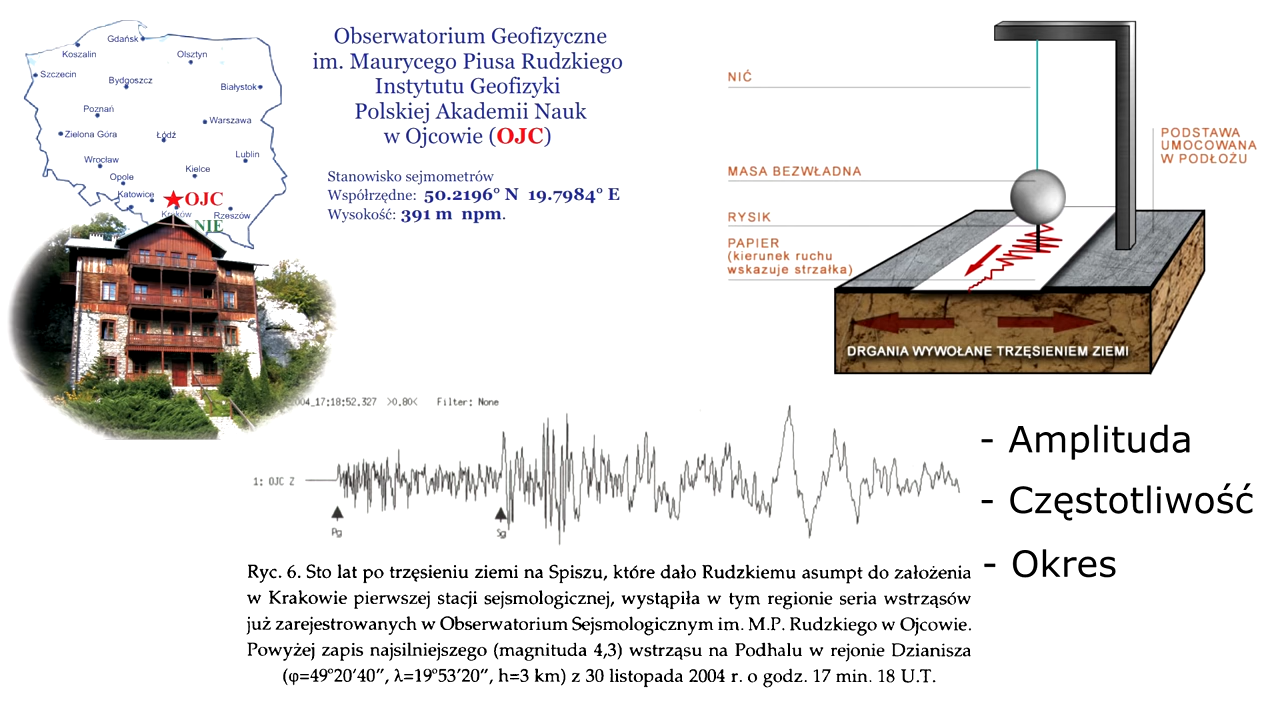 Gdańsk
Koszalin
Olsztyn
Szczecin
Bydgoszcz
Białystok
Poznań
Warszawa
Zielona Góra
Łódź
Lublin
Wrocław
Kielce
Opole
Katowice
OJC
Kraków
Rzeszów
NIE
Obserwatorium Geofizyczne
im. Maurycego Piusa Rudzkiego
Instytutu Geofizyki
Polskiej Akademii Nauk
w Ojcowie (OJC)
Stanowisko sejmometrów
Współrzędne: 50.2196° N 19.7984° E
Wysokość: 391 m npm.
NIĆ
MASA BEZWŁADNA
RYSIK
PAPIER
(kierunek ruchu
wskazuje strzałka)
PODSTAWA
UMOCOWANA
W PODŁOŻU
DRGANIA WYWOŁANE TRZĘSIENIEM ZIEMI
004_17:18:52.327 >0.80< Filter: None
1: OJC Z
Pg
Sg
- Amplituda
- Częstotliwość
- Okres
Ryc. 6. Sto lat po trzęsieniu ziemi na Spiszu, które dało Rudzkiemu asumpt do założenia
w Krakowie pierwszej stacji sejsmologicznej, wystąpiła w tym regionie seria wstrząsów
już zarejestrowanych w Obserwatorium Sejsmologicznym im. M.P. Rudzkiego w Ojcowie.
Powyżej zapis najsilniejszego (magnituda 4,3) wstrząsu na Podhalu w rejonie Dzianisza
(φ=49°20′40″, λ=19°53′20″, h=3 km) z 30 listopada 2004 r. o godz. 17 min. 18 U.T.